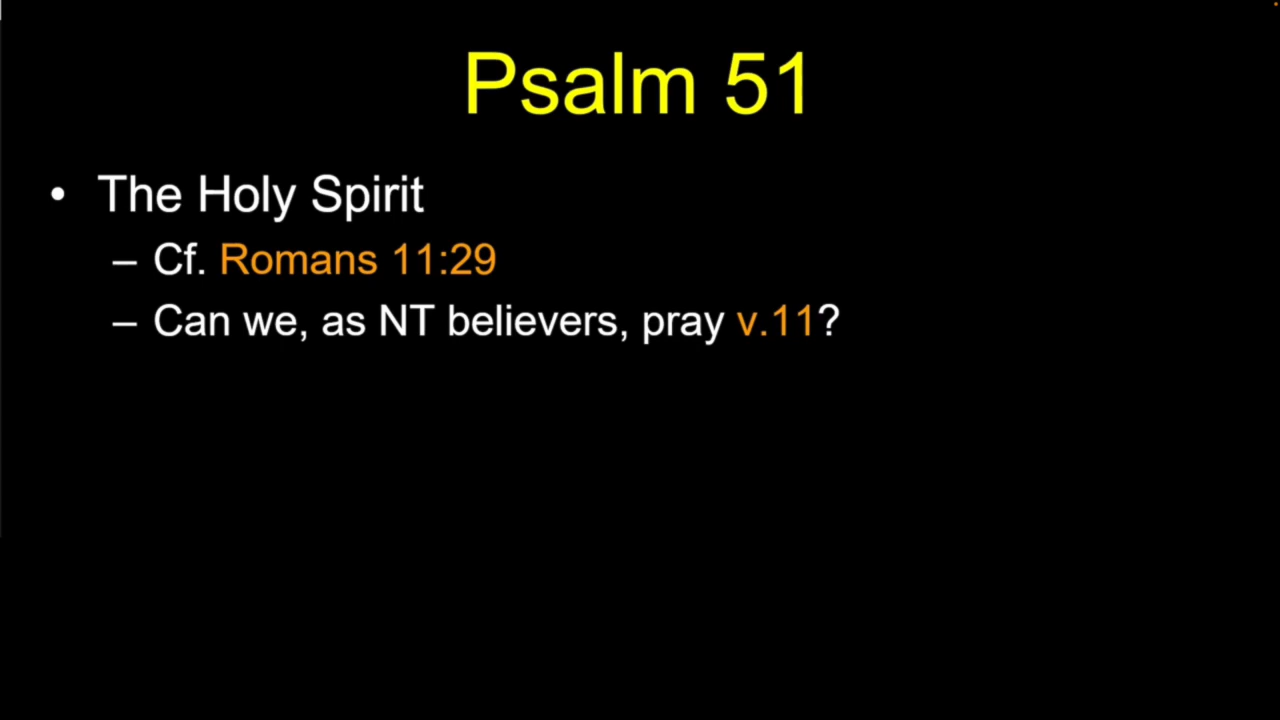 Psalm 51
• The Holy Spirit
– Cf. Romans 11:29
– Can we, as NT believers, pray v.11?